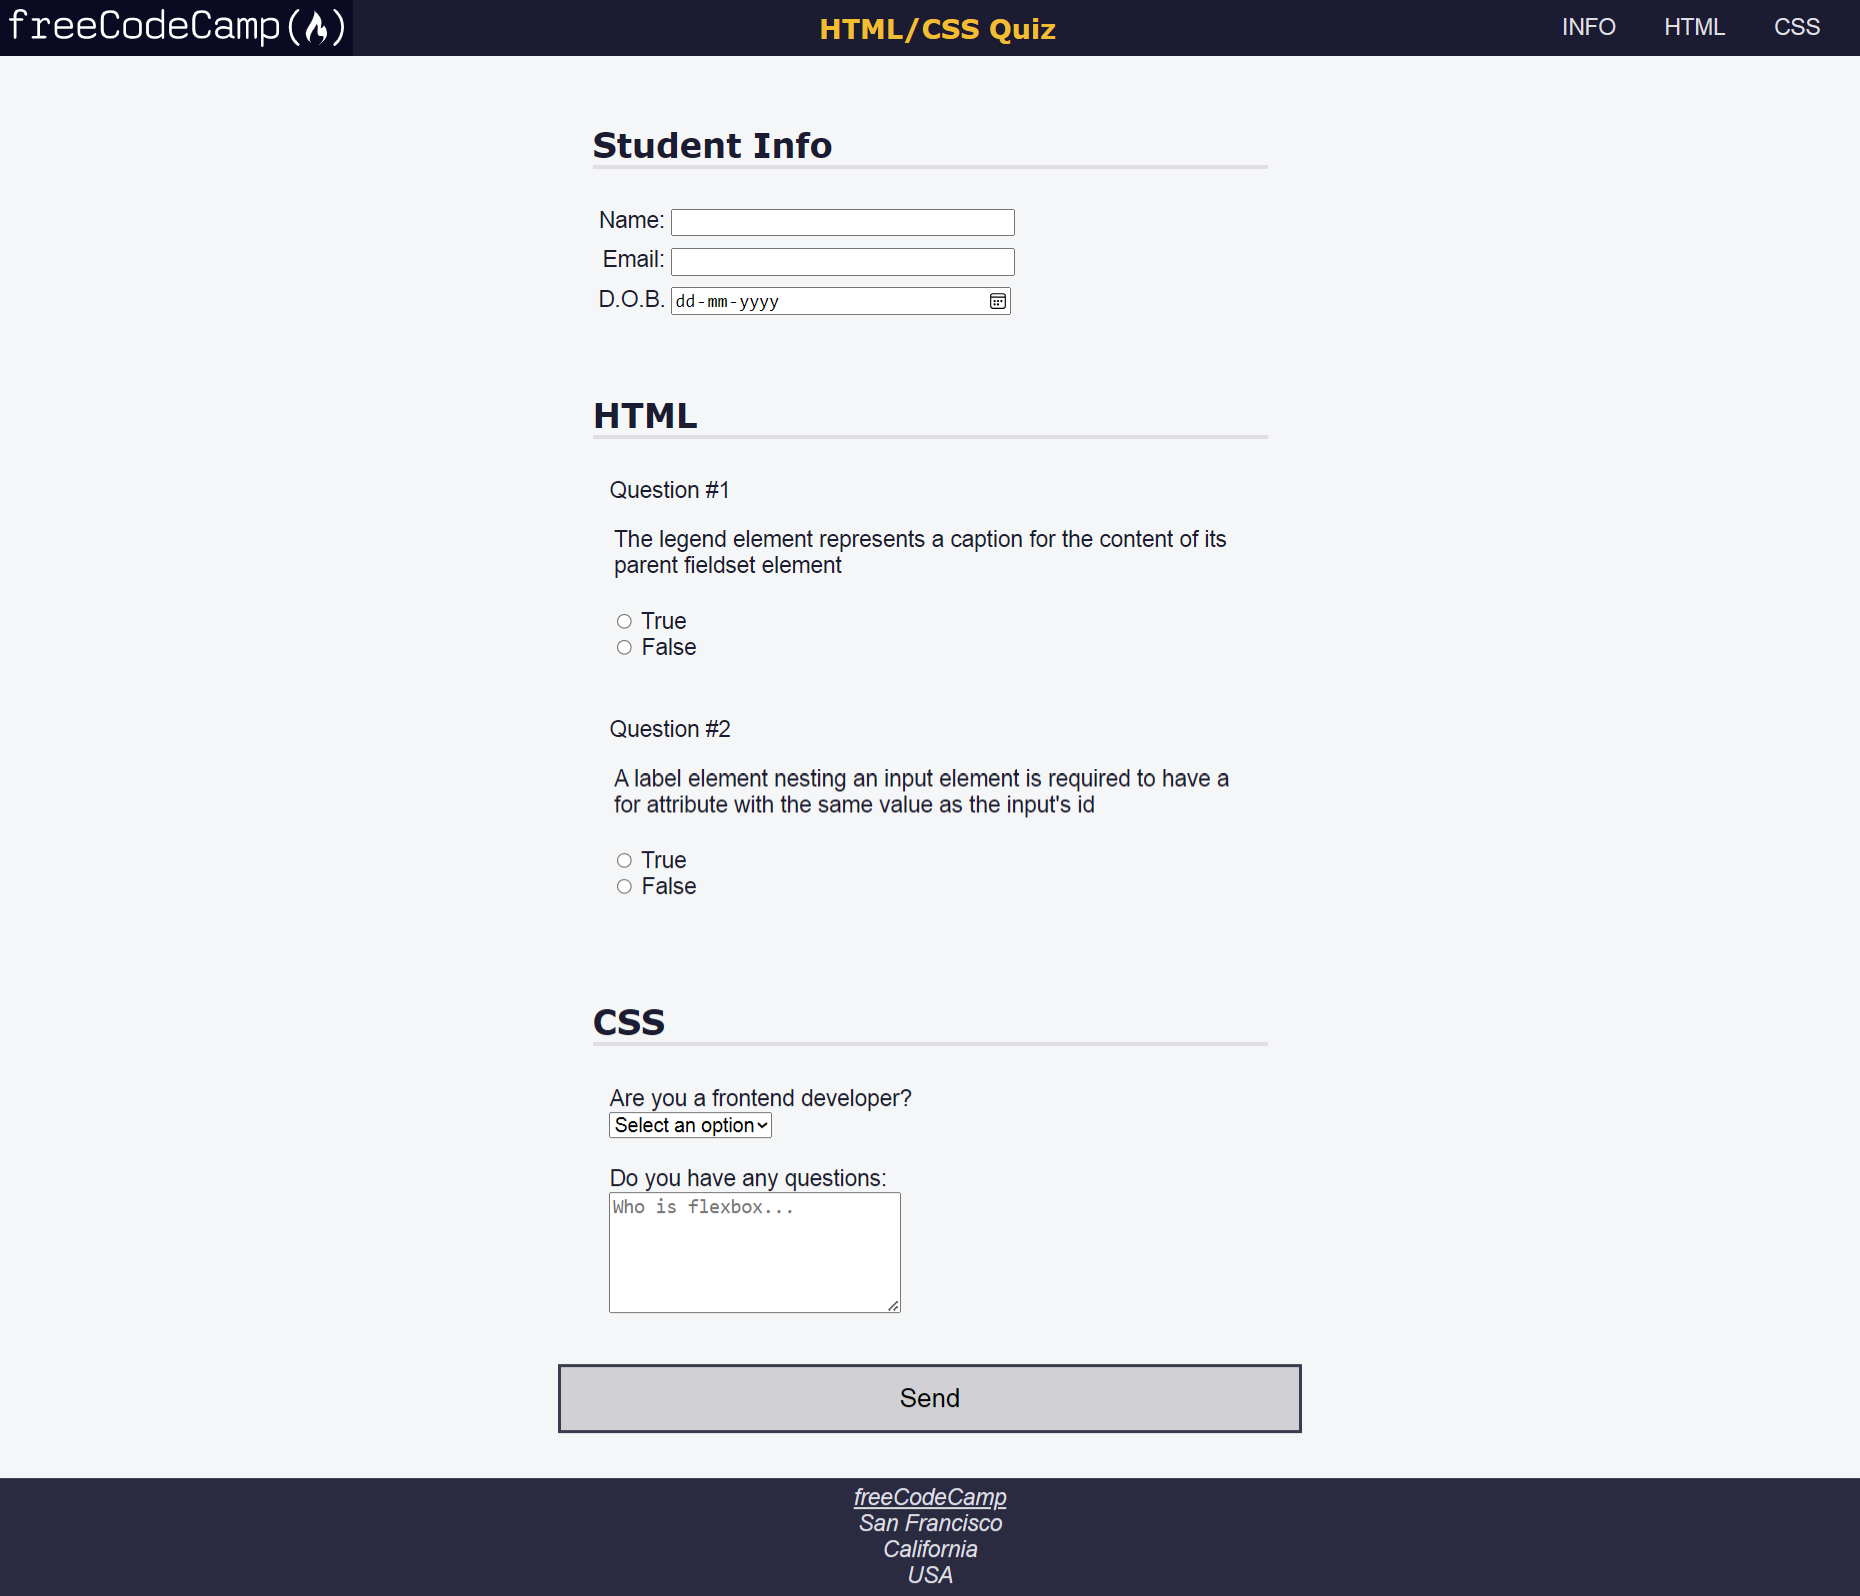 freeCodeCamp
HTML/CSS Quiz
INFO HTML CSS
Student Info
Name:
Email:
D.O.B. dd-mm-yyyy
HTML
Question #1
The legend element represents a caption for the content of its
parent fieldset element
True
False
Question #2
A label element nesting an input element is required to have a
for attribute with the same value as the input's id
True
False
CSS
Are you a frontend developer?
Select an option
Do you have any questions:
Who is flexbox...
Send
freeCodeCamp
San Francisco
California
USA